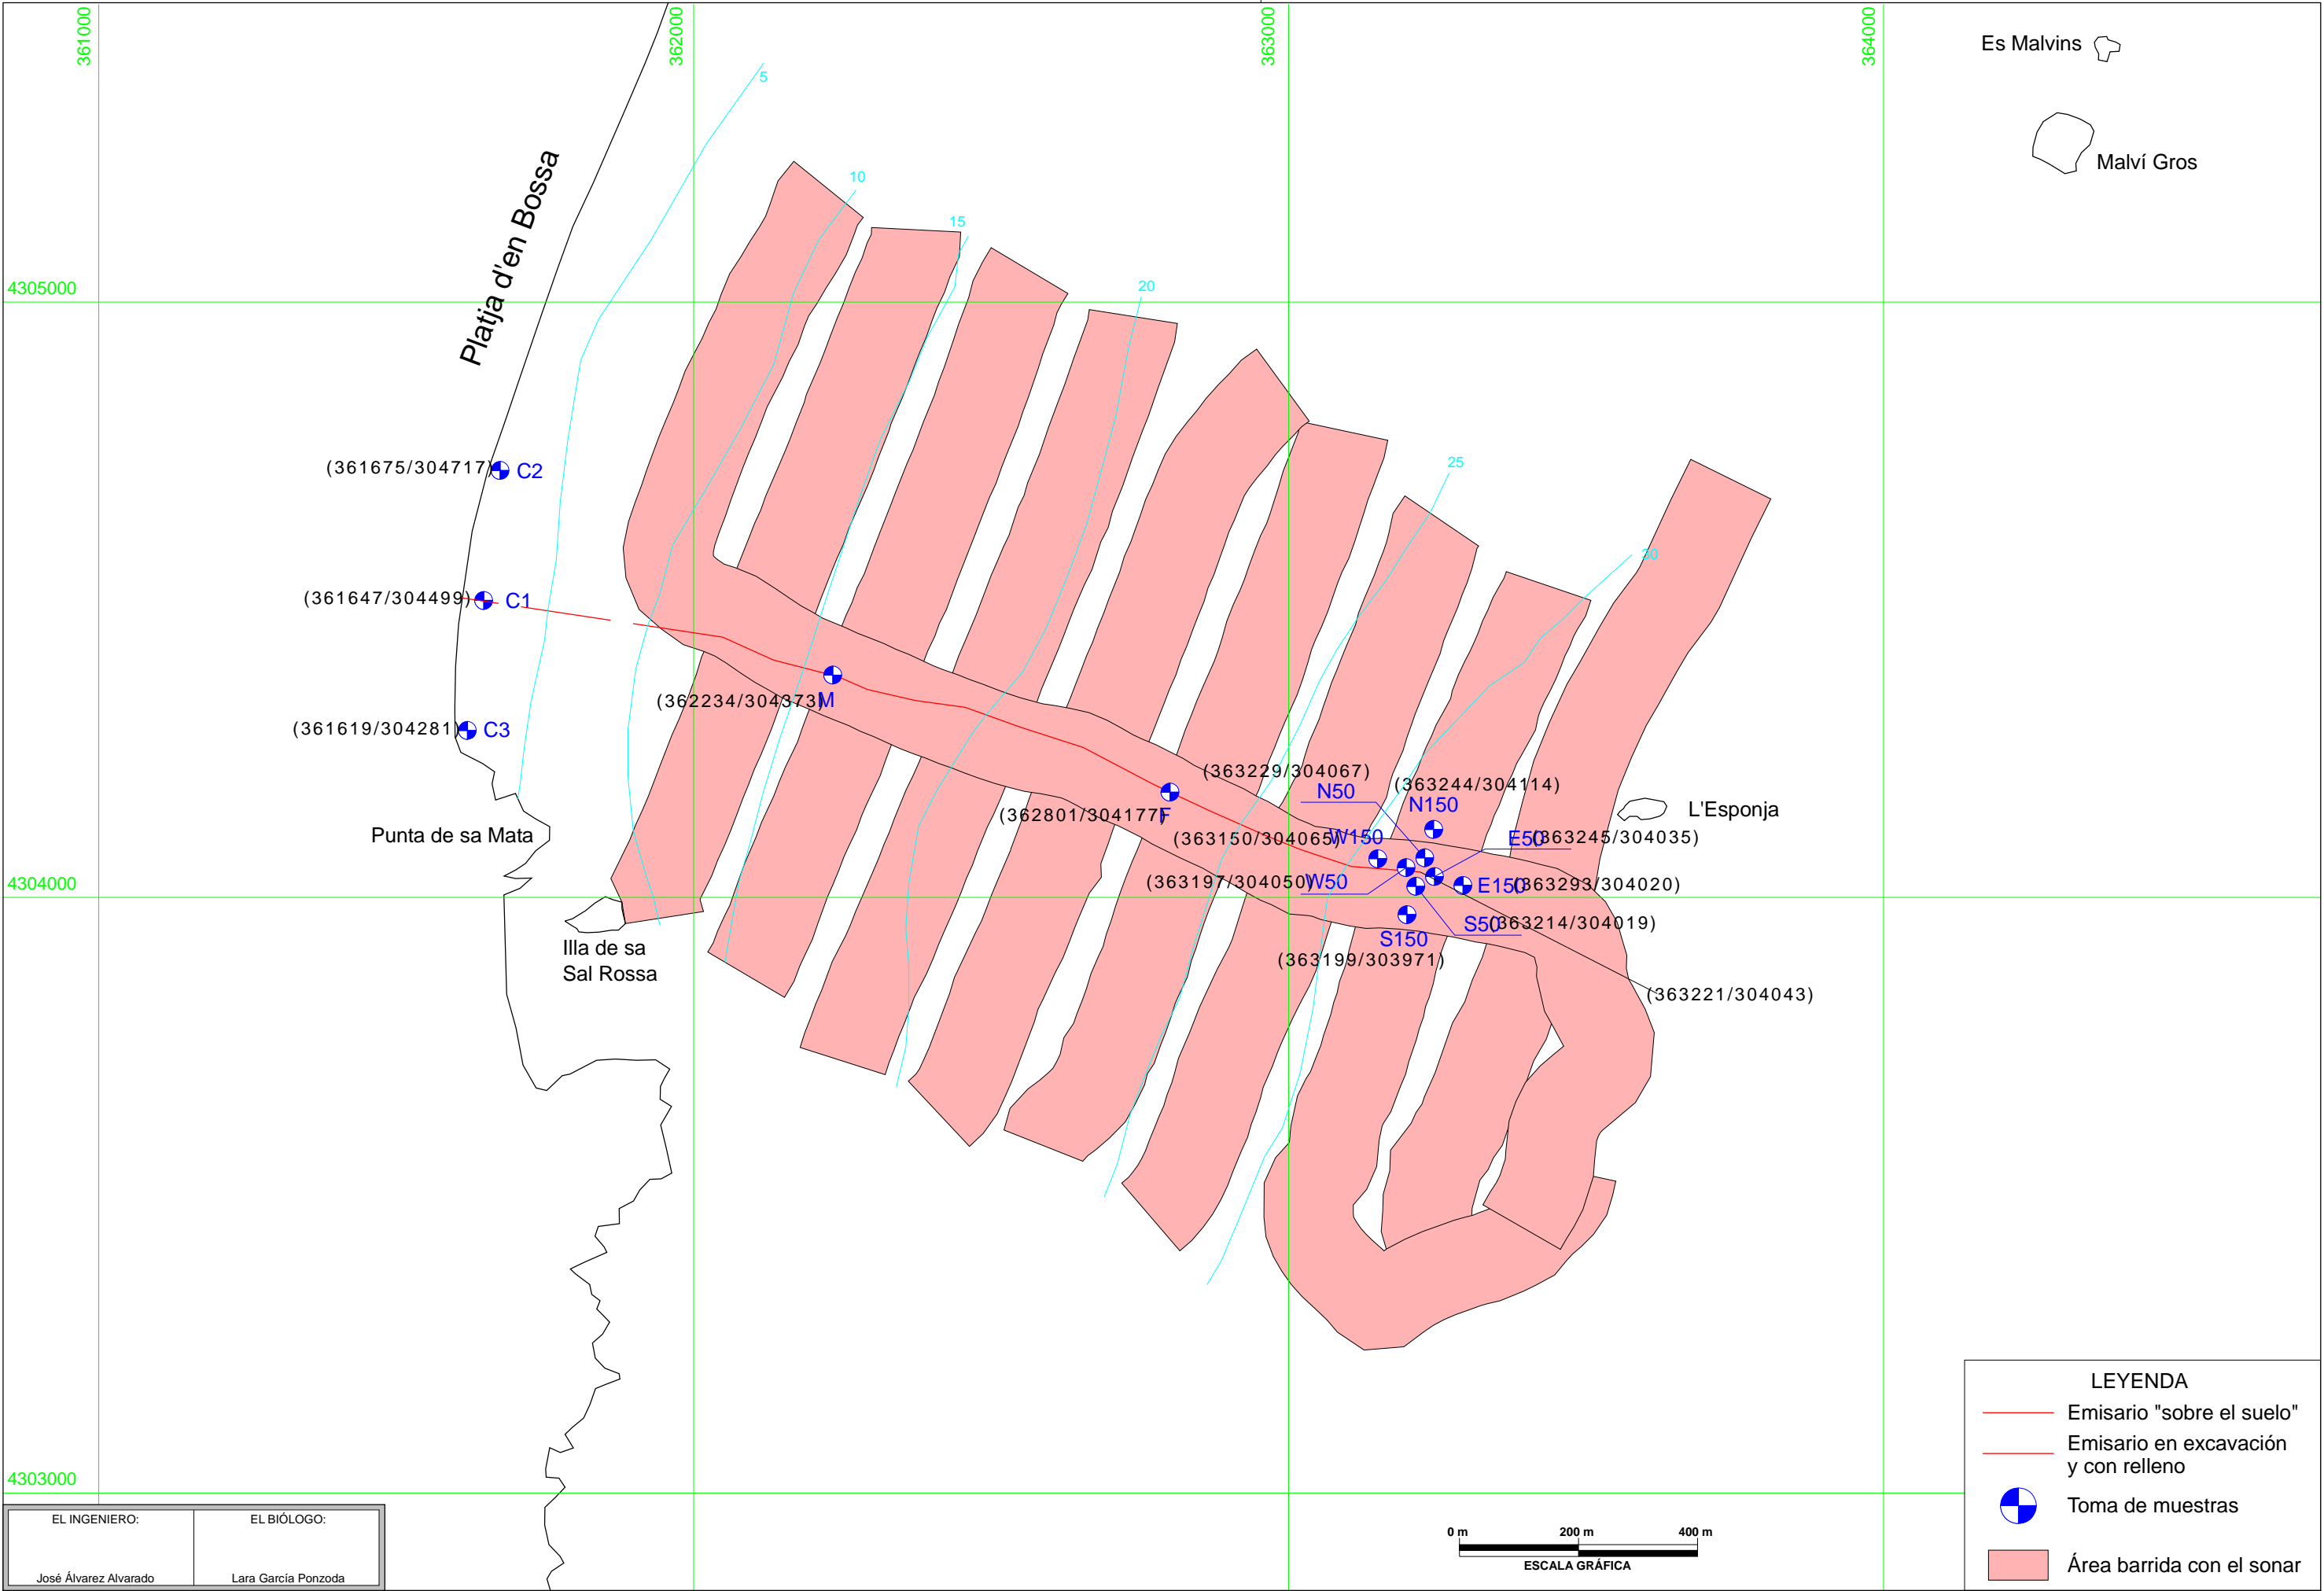 361000
362000
363000
364000
Es Malvins
5
Malví Gros
Platja d'en Bossa
10
15
20
4305000
25
(361675/304717)
C2
30
(361647/304499)
C1
(362234/304373)
M
(361619/304281)
C3
(363229/304067)
N50
(363244/304114)
N150
L'Esponja
(362801/304177)
F
Punta de sa Mata
(363150/304065)
W150
E50
(363245/304035)
4304000
(363197/304050)
W50
E150
(363293/304020)
S50
(363214/304019)
S150
Illa de sa
Sal Rossa
(363199/303971)
(363221/304043)
4303000
LEYENDA
Emisario "sobre el suelo"
Emisario en excavación
y con relleno
Toma de muestras
Área barrida con el sonar
EL INGENIERO:
EL BIÓLOGO:
José Álvarez Alvarado
Lara García Ponzoda
0 m
200 m
400 m
ESCALA GRÁFICA